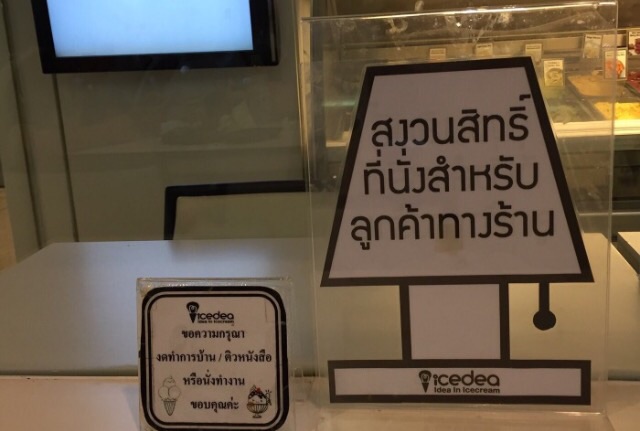 สงวนสิทธิ์
ที่นั่งสำหรับ
ลูกค้าทางร้าน
icedea
Idea in Icecream
icedea
Idea in Icecream
ขอความกรุณา
งดทำการบ้าน / ติวหนังสือ
หรือนั่งทำงาน
ขอบคุณค่ะ